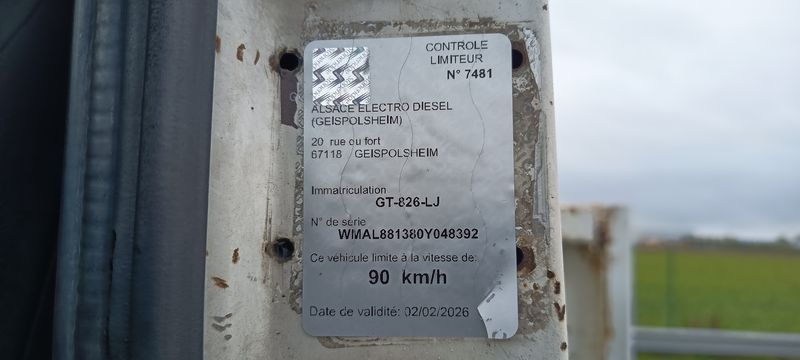 CONTROLE
LIMITEUR
N° 7481
ALSACE ELECTRO DIESEL
(GEISPOLSHEIM)
20 rue du fort
67118 GEISPOLSHEIM
Immatriculation
GT-826-LJ
N° de série
WMAL881380Y048392
Ce véhicule limite à la vitesse de:
90 km/h
Date de validité: 02/02/2026